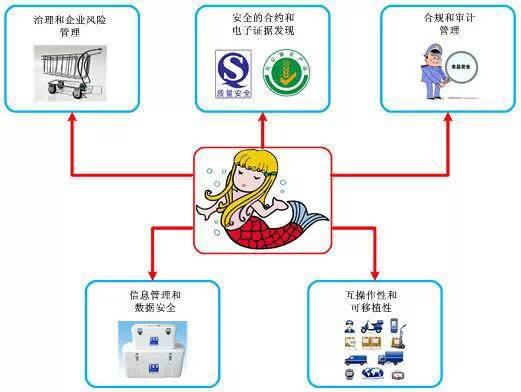 治理和企业风险
管理
安全的合约和
电子证据发现
质量安全
合规和审计
管理
食品安全
信息管理和
数据安全
互操作性和
可移植性